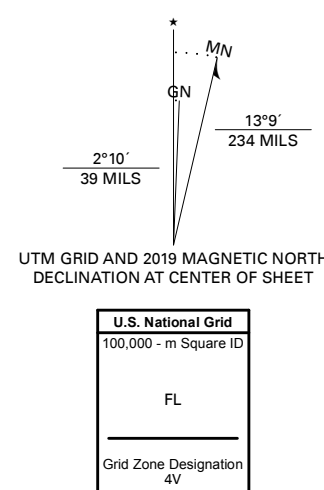 ★
MN
GN
13°9´
234 MILS
2°10´
39 MILS
UTM GRID AND 2019 MAGNETIC NORTH
DECLINATION AT CENTER OF SHEET
U.S. National Grid
100,000 - m Square ID
FL
Grid Zone Designation
4V